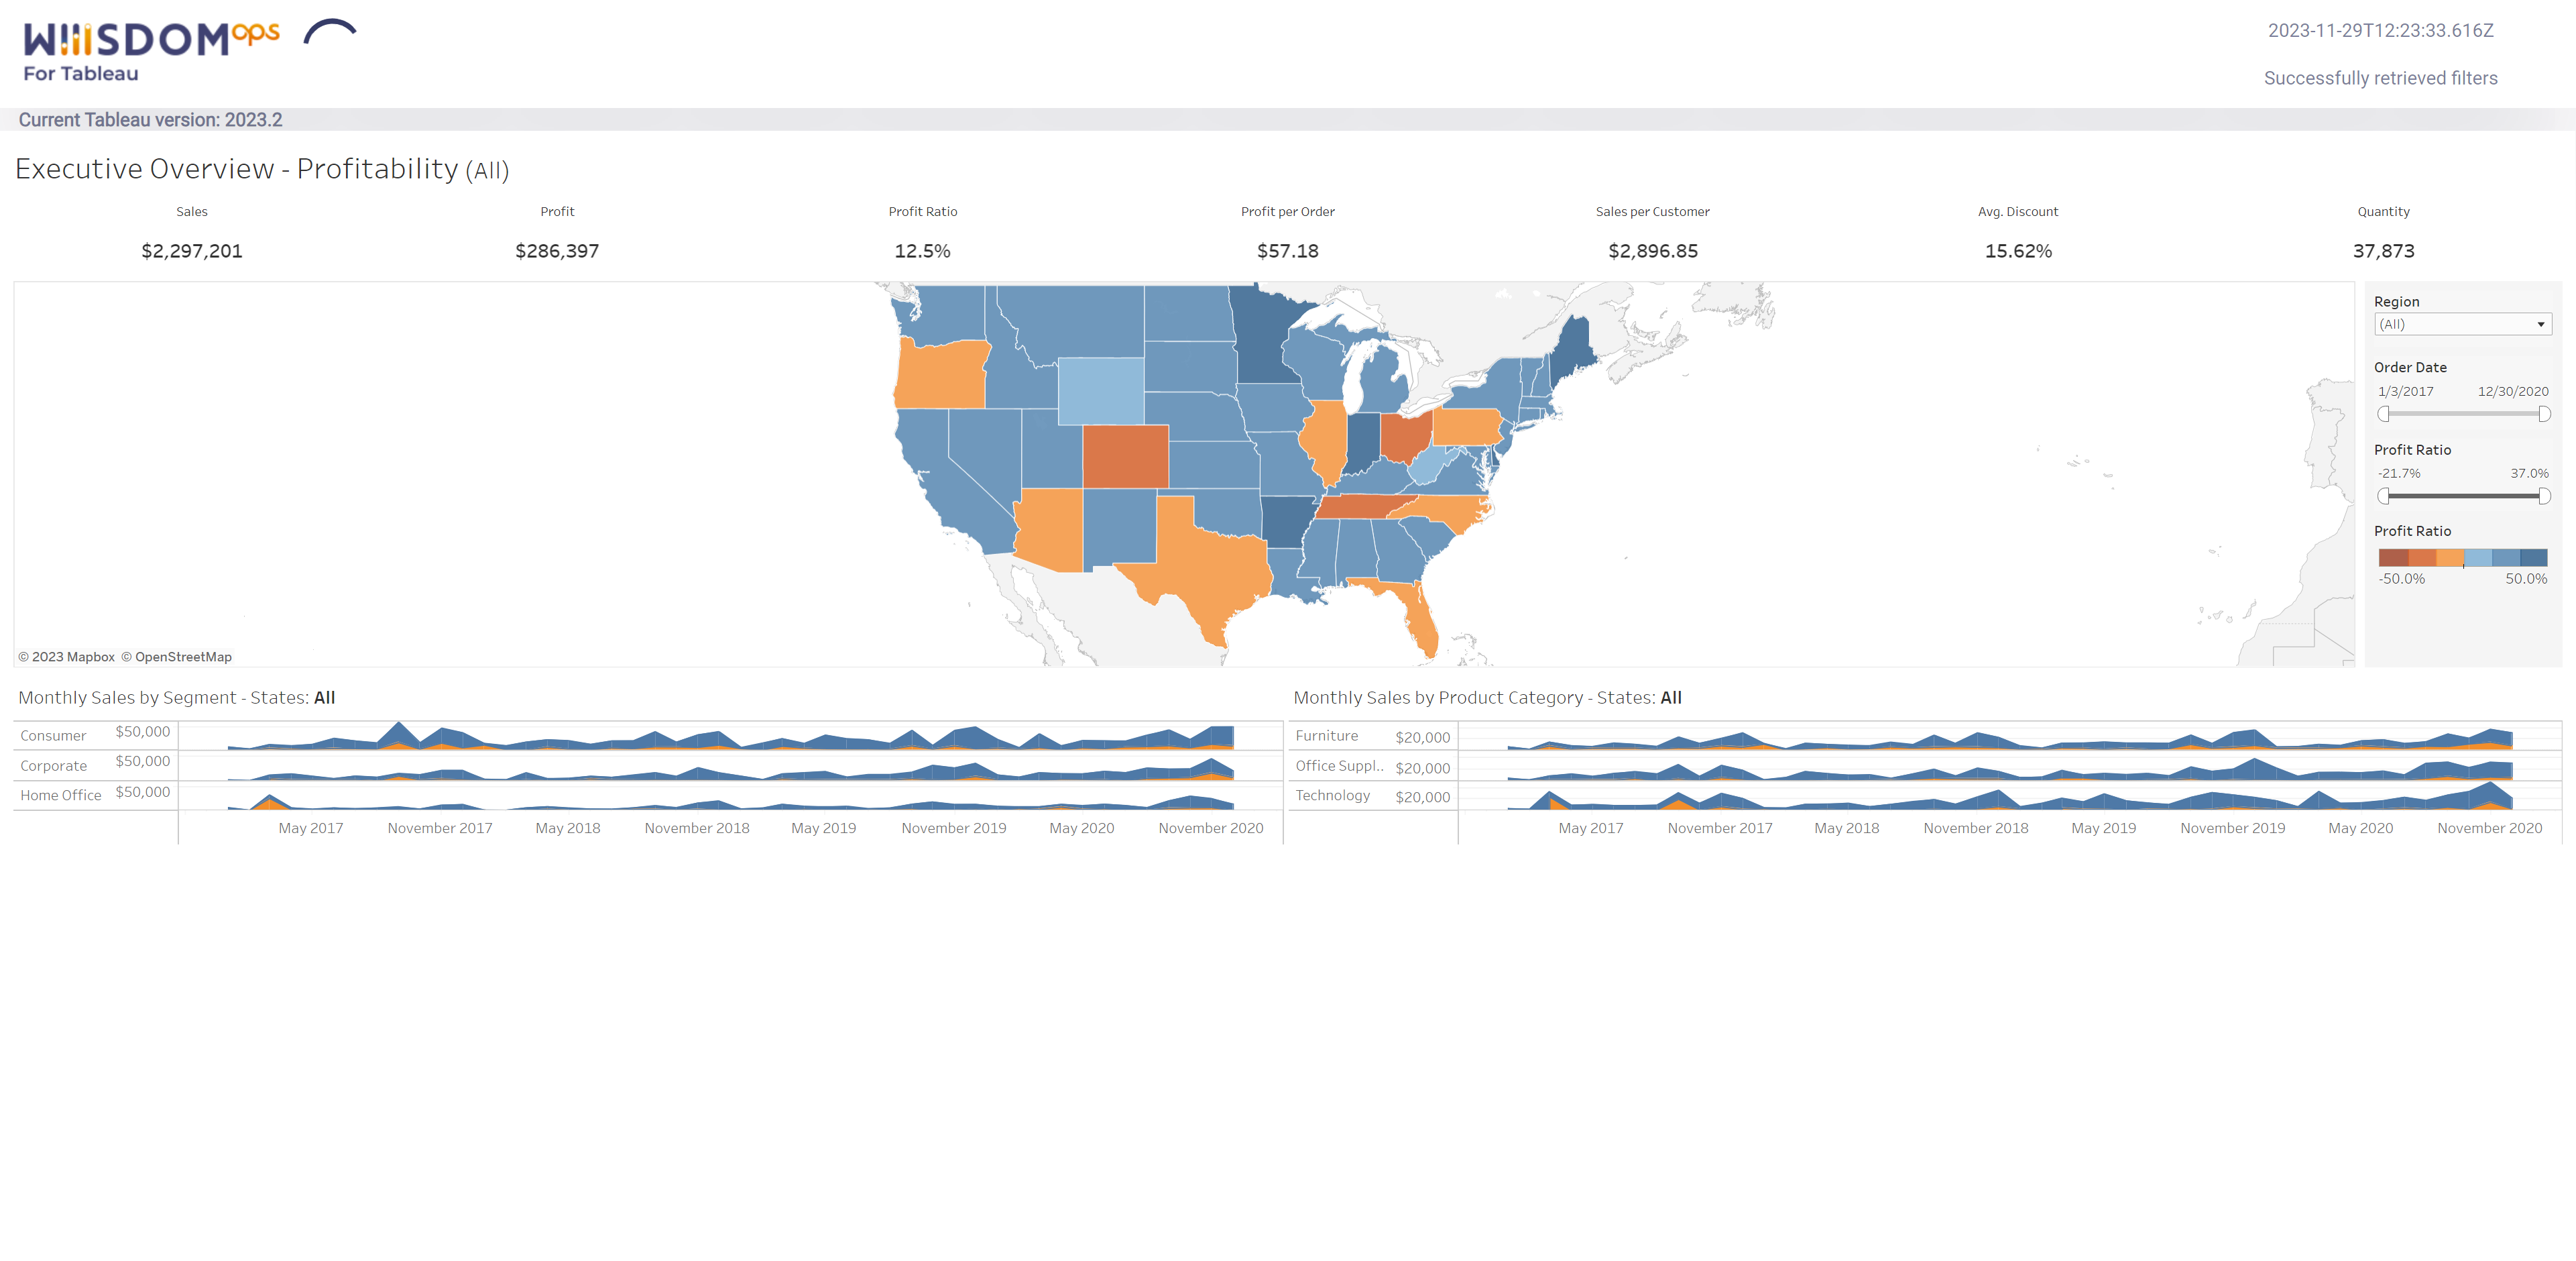 WIIISDOMops
For Tableau
2023-11-29T12:23:33.616Z
Successfully retrieved filters
Current Tableau version: 2023.2
Executive Overview - Profitability (All)
Sales Profit Profit Ratio Profit per Order Sales per Customer Avg. Discount Quantity
$2,297,201 $286,397 12.5% $57.18 $2,896.85 15.62% 37,873
Region
(All)
Order Date
1/3/2017 12/30/2020
Profit Ratio
-21.7% 37.0%
Profit Ratio
-50.0% 50.0%
© 2023 Mapbox © OpenStreetMap
Monthly Sales by Segment - States: All
Consumer $50,000
Corporate $50,000
Home Office $50,000
May 2017 November 2017 May 2018 November 2018 May 2019 November 2019 May 2020 November 2020
Monthly Sales by Product Category - States: All
Furniture $20,000
Office Suppl.. $20,000
Technology $20,000
May 2017 November 2017 May 2018 November 2018 May 2019 November 2019 May 2020 November 2020